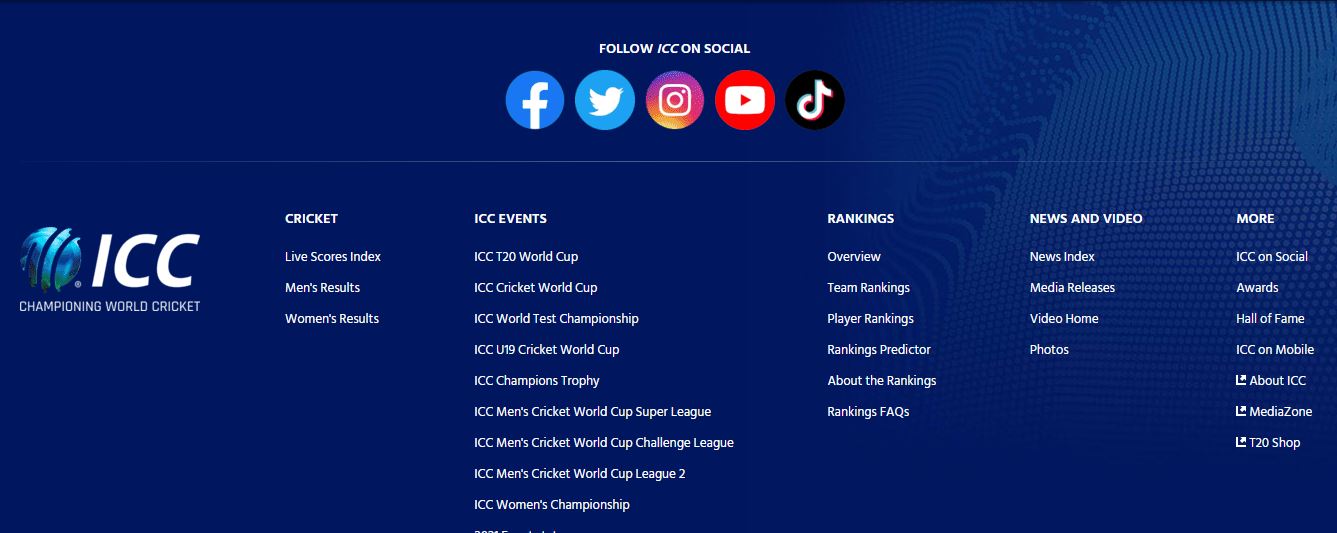 FOLLOW ICC ON SOCIAL
ICC
CHAMPIONING WORLD CRICKET
CRICKET
Live Scores Index
Men's Results
Women's Results
ICC EVENTS
ICC T20 World Cup
ICC Cricket World Cup
ICC World Test Championship
ICC U19 Cricket World Cup
ICC Champions Trophy
ICC Men's Cricket World Cup Super League
ICC Men's Cricket World Cup Challenge League
ICC Men's Cricket World Cup League 2
ICC Women's Championship
RANKINGS
Overview
Team Rankings
Player Rankings
Rankings Predictor
About the Rankings
Rankings FAQs
NEWS AND VIDEO
News Index
Media Releases
Video Home
Photos
MORE
ICC on Social
Awards
Hall of Fame
ICC on Mobile
About ICC
MediaZone
T20 Shop